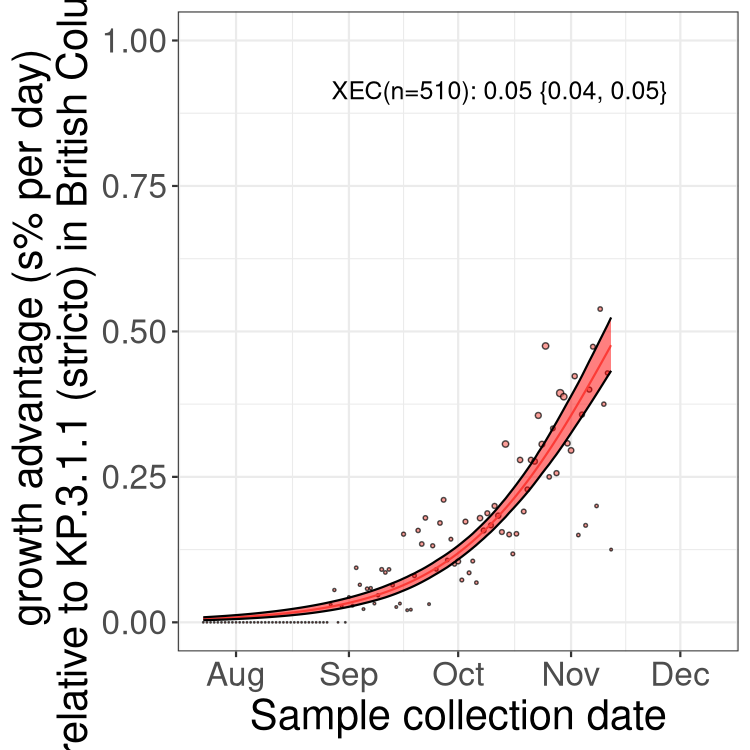 growth advantage (s% per day)
relative to KP.3.1.1 (stricto) in British Colu
1.00
0.75
0.50
0.25
0.00
XEC(n=510): 0.05 {0.04, 0.05}
Aug Sep Oct Nov Dec
Sample collection date